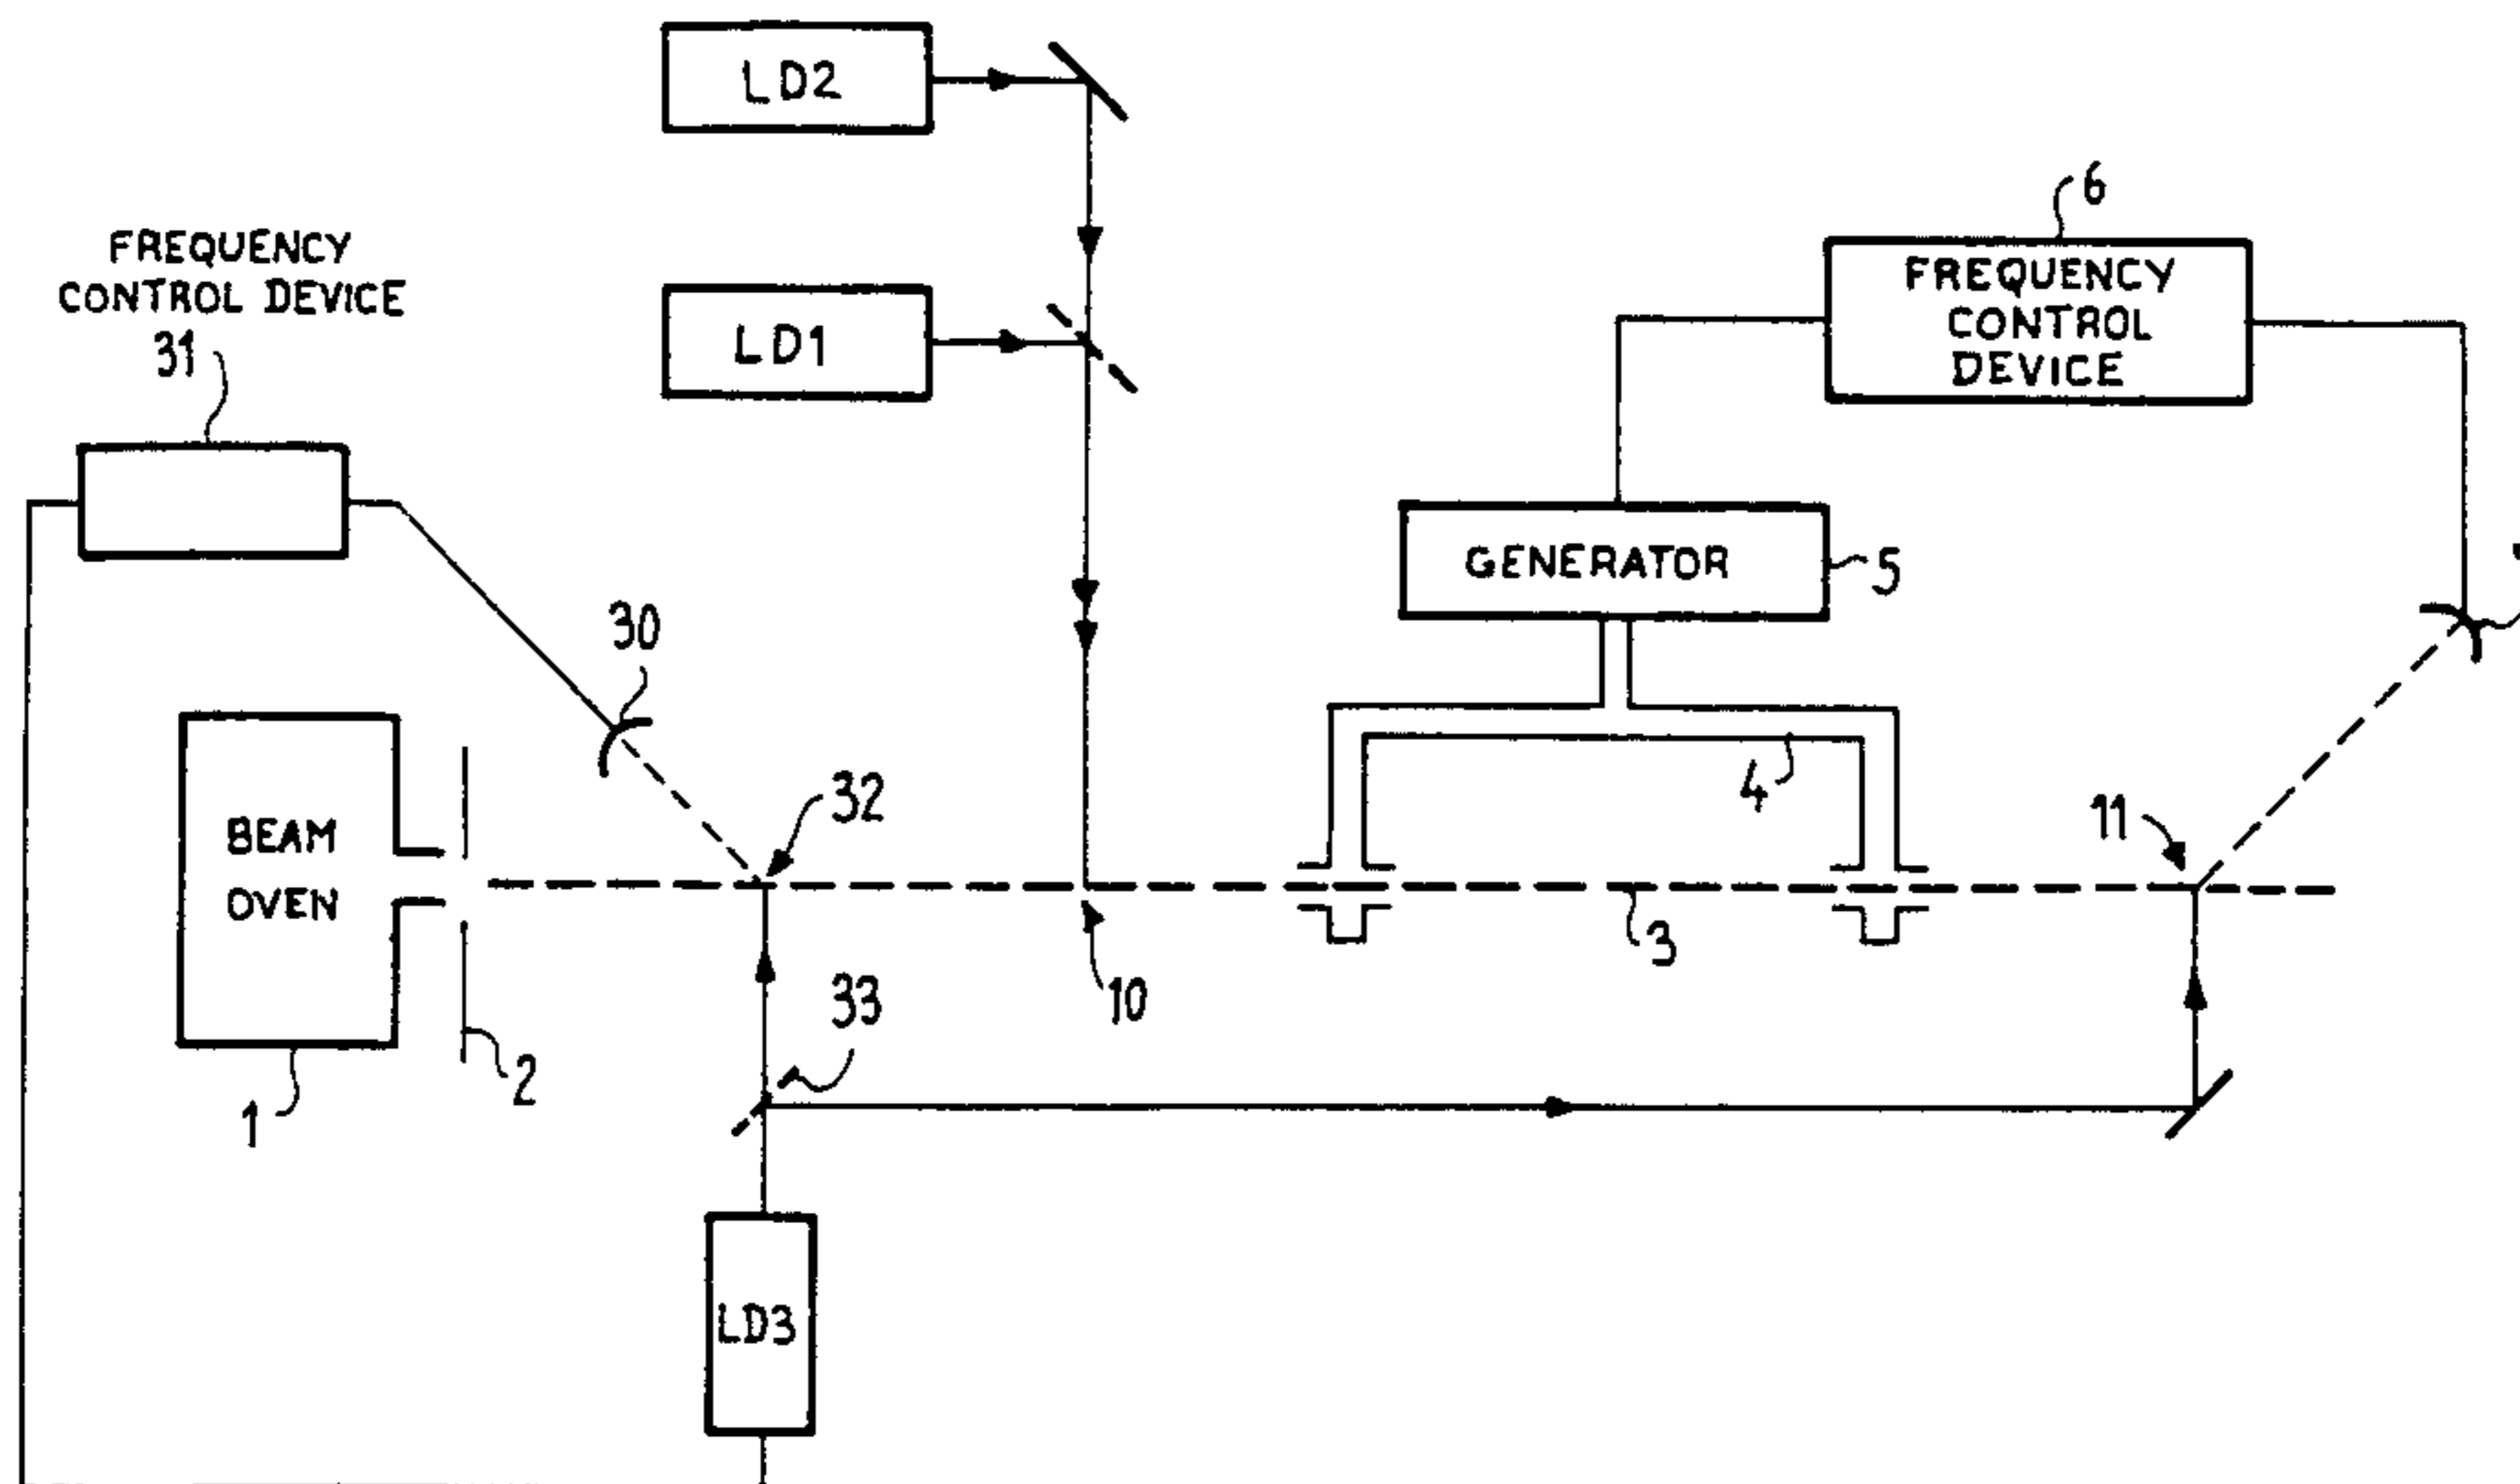 LD2
6
FREQUENCY
CONTROL DEVICE
31
FREQUENCY
CONTROL
DEVICE
LD1
GENERATOR
5
30
32
4
11
BEAM
OVEN
3
33
10
2
1
LD3